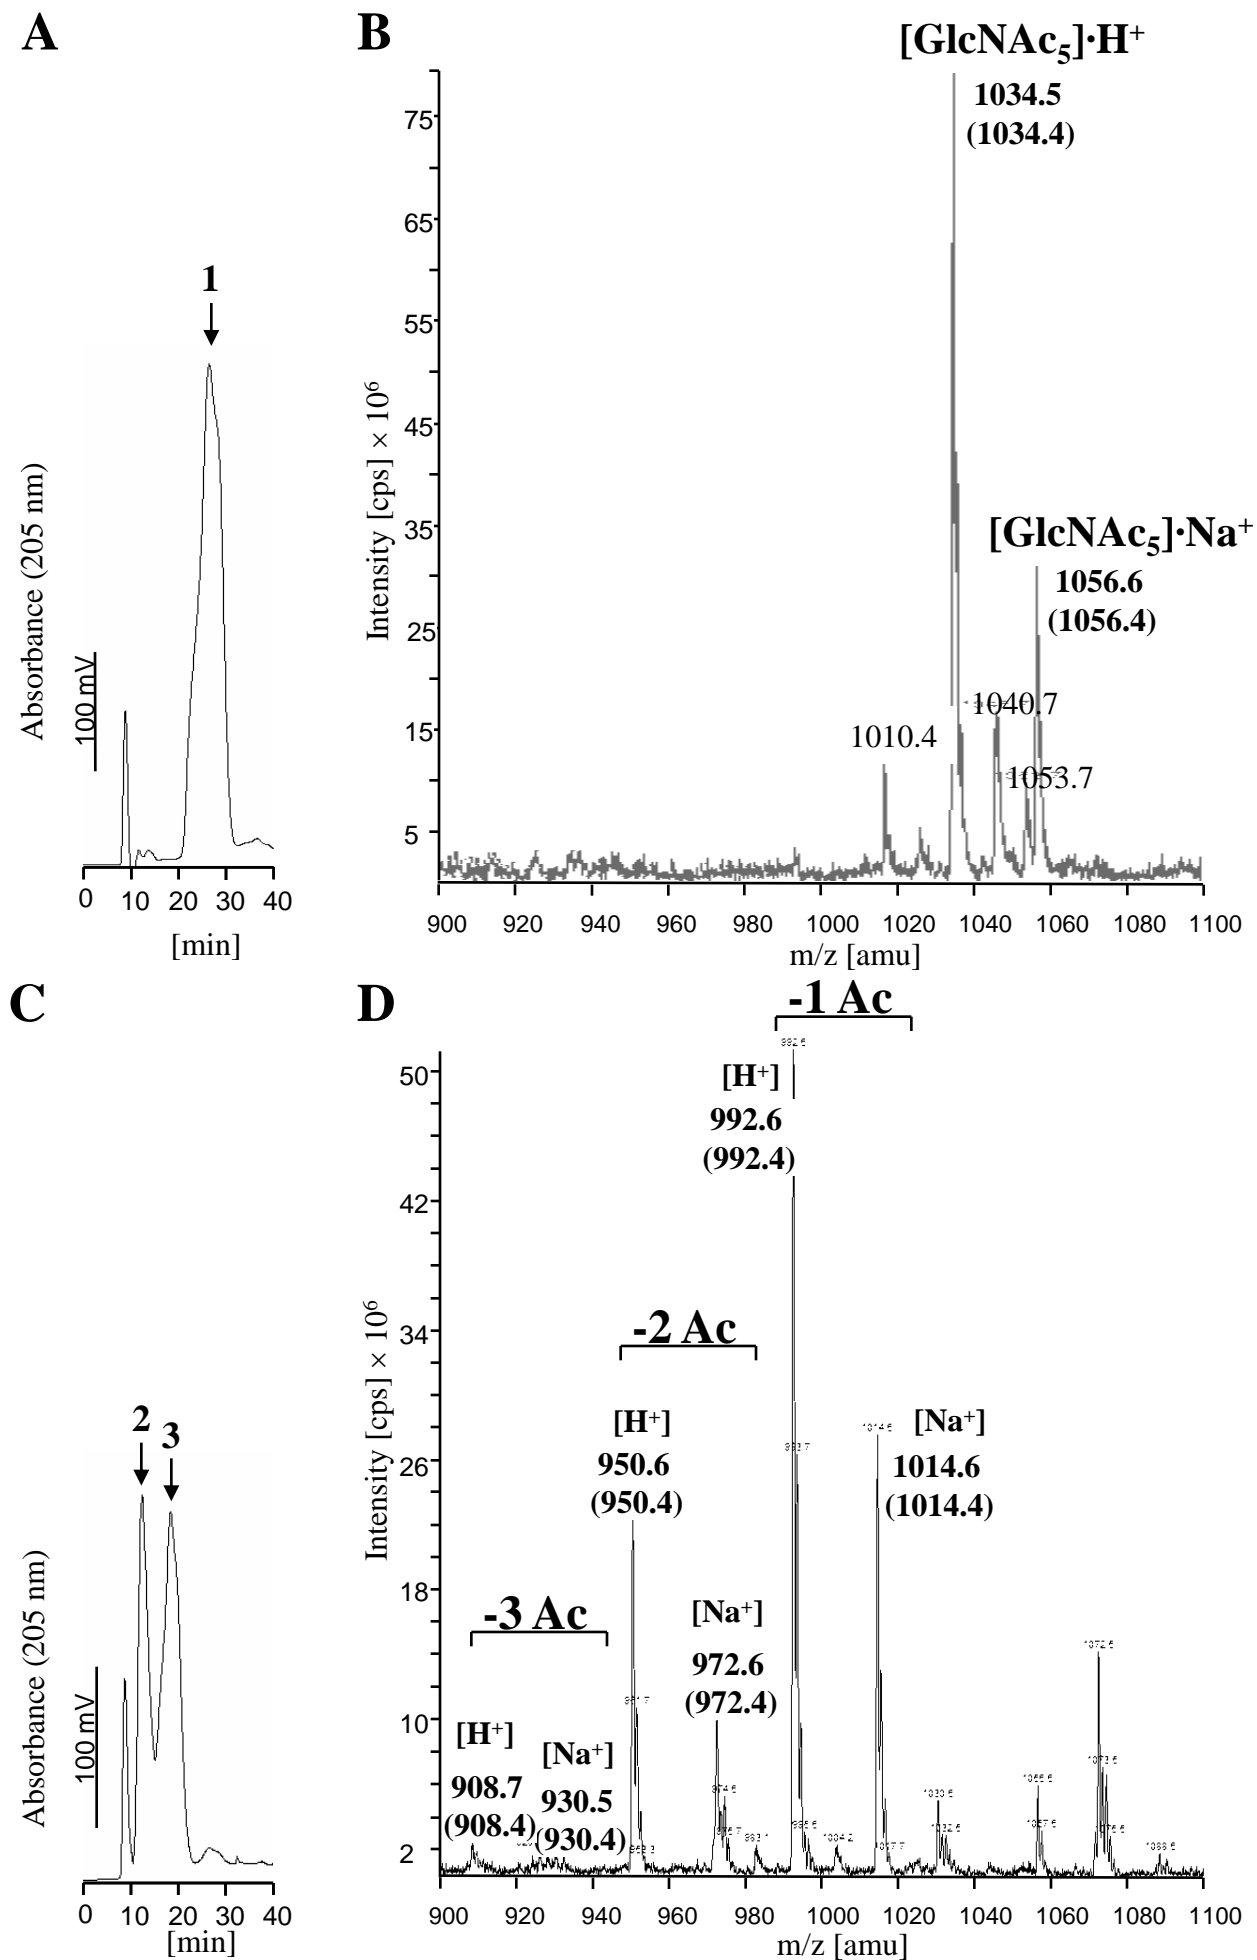 A
B
[GlcNAc5]·H+
1034.5
(1034.4)
75
65
55
45
35
25
15
5
Intensity [cps] × 10⁶
[GlcNAc5]·Na+
1056.6
(1056.4)
1040.7
1010.4
1053.7
900 920 940 960 980 1000 1020 1040 1060 1080 1100
m/z [amu]
1
Absorbance (205 nm)
100 mV
0 10 20 30 40
[min]
C
D
-1 Ac
992.6
[H+]
992.6
(992.4)
50
42
34
26
18
10
2
Intensity [cps] × 10⁶
-2 Ac
[H+]
950.6
(950.4)
1014.6
[Na+]
1014.6
(1014.4)
-3 Ac
[Na+]
972.6
(972.4)
[H+]
908.7
(908.4)
[Na+]
930.5
(930.4)
1072.6
900 920 940 960 980 1000 1020 1040 1060 1080 1100
m/z [amu]
2
3
Absorbance (205 nm)
100 mV
0 10 20 30 40
[min]